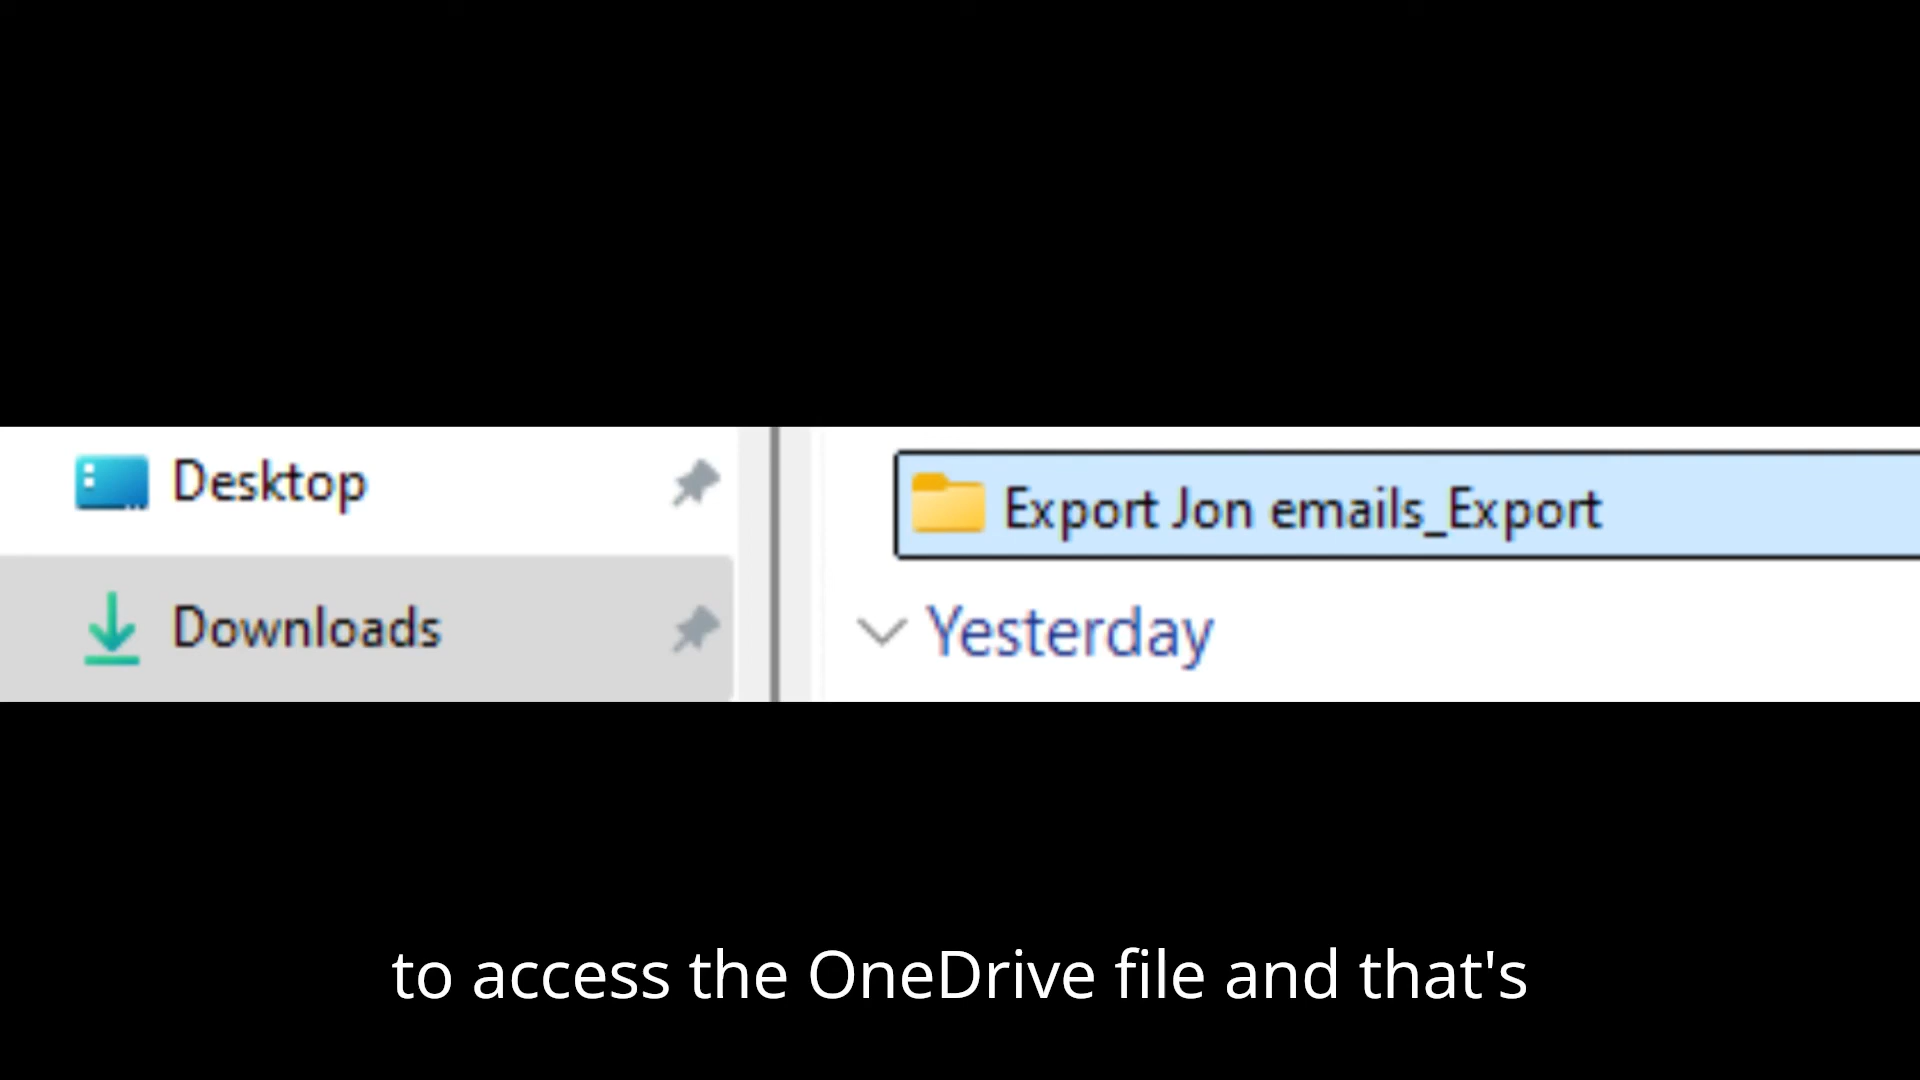 Desktop
Export Jon emails_Export
Downloads
Yesterday
to access the OneDrive file and that's